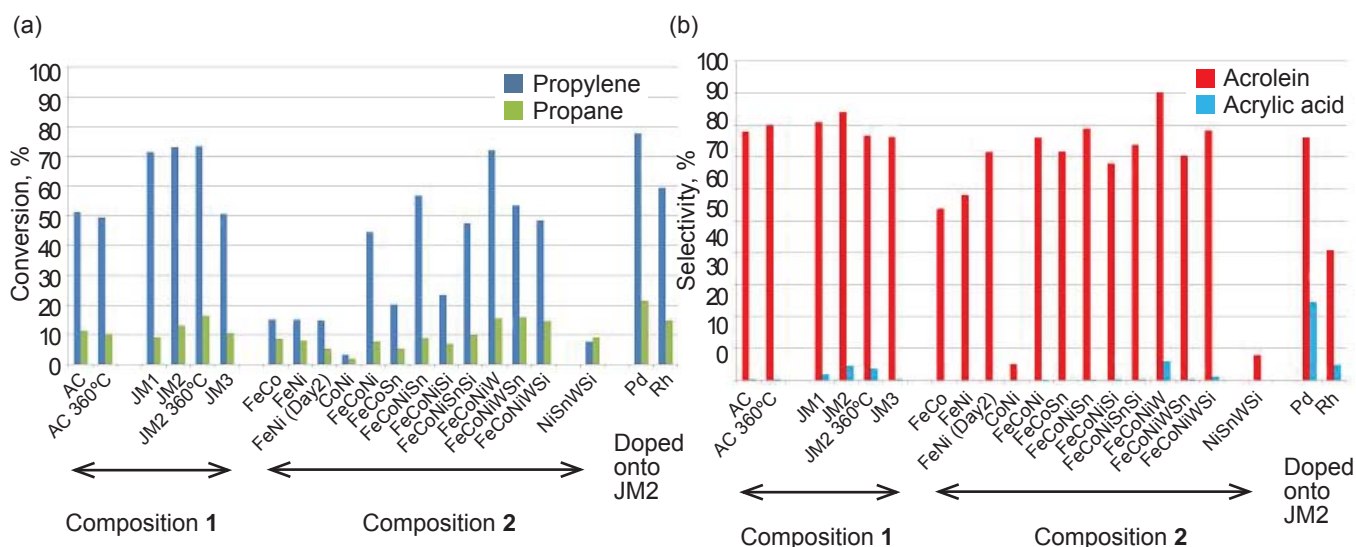 (a)
Conversion, %
100
90
80
70
60
50
40
30
20
10
0
Propylene
Propane
AC
AC 360ºC
JM1
JM2
JM2 360ºC
JM3
FeCo
FeNi
FeNi (Day2)
CoNi
FeCoNi
FeCoSn
FeCoNiSn
FeCoNiSi
FeCoNiSnSi
FeCoNiW
FeCoNiWSn
FeCoNiWSi
NiSnWSi
Pd
Rh
Composition 1
Composition 2
Doped
onto
JM2
(b)
Selectivity, %
100
90
80
70
60
50
40
30
20
10
0
Acrolein
Acrylic acid
AC
AC 360ºC
JM1
JM2
JM2 360ºC
JM3
FeCo
FeNi
FeNi (Day2)
CoNi
FeCoNi
FeCoSn
FeCoNiSn
FeCoNiSi
FeCoNiSnSi
FeCoNiW
FeCoNiWSn
FeCoNiWSi
NiSnWSi
Pd
Rh
Composition 1
Composition 2
Doped
onto
JM2